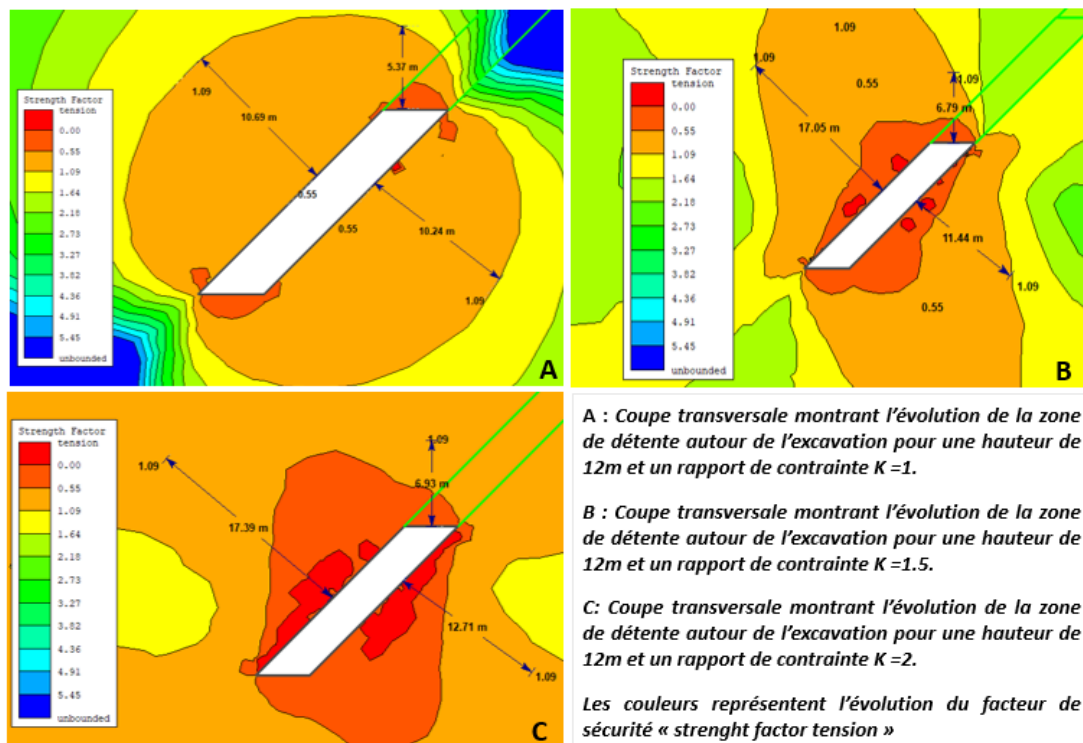 Strength Factor
tension
0.00
0.55
1.09
1.64
2.18
2.73
3.27
3.82
4.36
4.91
5.45
unbounded
5.37 m
1.09
10.69 m
0.55
0.55
10.24 m
1.09
A
Strength Factor
tension
0.00
0.55
1.09
1.64
2.18
2.73
3.27
3.82
4.36
4.91
5.45
unbounded
1.09
1.09
1.09
0.55
6.79 m
17.05 m
11.44 m
1.09
0.55
B
Strength Factor
tension
0.00
0.55
1.09
1.64
2.18
2.73
3.27
3.82
4.36
4.91
5.45
unbounded
1.09
1.09
6.93 m
17.39 m
12.71 m
1.09
C
A : Coupe transversale montrant l’évolution de la zone
de détente autour de l’excavation pour une hauteur de
12m et un rapport de contrainte K =1.
B : Coupe transversale montrant l’évolution de la zone
de détente autour de l’excavation pour une hauteur de
12m et un rapport de contrainte K =1.5.
C: Coupe transversale montrant l’évolution de la zone
de détente autour de l’excavation pour une hauteur de
12m et un rapport de contrainte K =2.
Les couleurs représentent l’évolution du facteur de
sécurité « strenght factor tension »